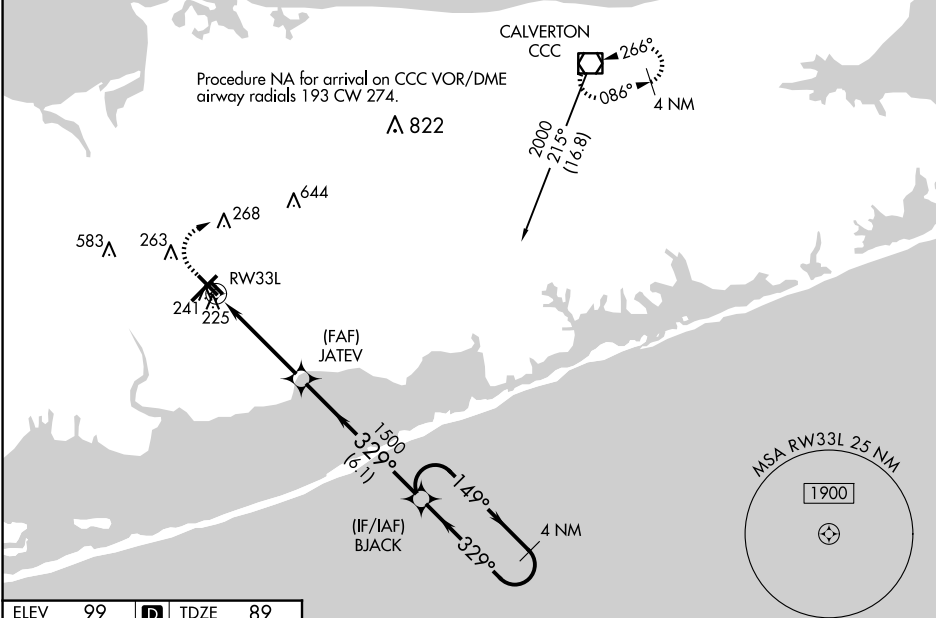 CALVERTON
CCC
266°
086°
4 NM
Procedure NA for arrival on CCC VOR/DME
airway radials 193 CW 274.
822
2000
215°
(16.8)
644
268
583
263
RW33L
241
225
(FAF)
JATEV
1500
329°
(6.1)
149°
4 NM
329°
(IF/IAF)
BJACK
MSA RW33L 25 NM
1900
ELEV 99 D TDZE 89